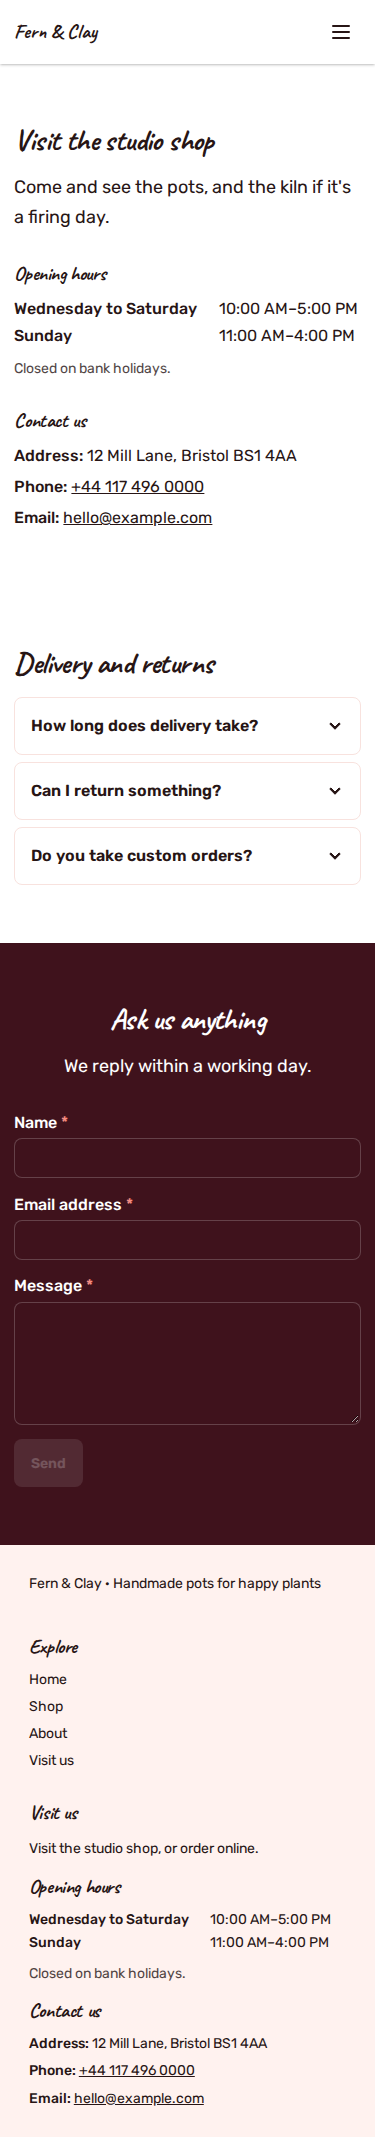 Fern & Clay
Visit the studio shop
Come and see the pots, and the kiln if it's
a firing day.
Opening hours
Wednesday to Saturday 10:00 AM–5:00 PM
Sunday 11:00 AM–4:00 PM
Closed on bank holidays.
Contact us
Address: 12 Mill Lane, Bristol BS1 4AA
Phone: +44 117 496 0000
Email: hello@example.com
Delivery and returns
How long does delivery take?
Can I return something?
Do you take custom orders?
Ask us anything
We reply within a working day.
Name *
Email address *
Message *
Send
Fern & Clay • Handmade pots for happy plants
Explore
Home
Shop
About
Visit us
Visit us
Visit the studio shop, or order online.
Opening hours
Wednesday to Saturday 10:00 AM–5:00 PM
Sunday 11:00 AM–4:00 PM
Closed on bank holidays.
Contact us
Address: 12 Mill Lane, Bristol BS1 4AA
Phone: +44 117 496 0000
Email: hello@example.com